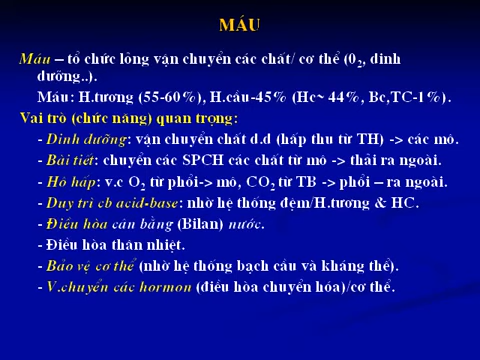 MÁU
Máu – tổ chức lỏng vận chuyển các chất/ cơ thể (0₂, dinh
dưỡng..).
Máu: H.tương (55-60%), H.cầu-45% (Hc~ 44%, Bc,TC-1%).
Vai trò (chức năng) quan trọng:
- Dinh dưỡng: vận chuyển chất d.d (hấp thu từ TH) -> các mô.
- Bài tiết: chuyển các SPCH các chất từ mô -> thải ra ngoài.
- Hô hấp: v.c O₂ từ phổi-> mô, CO₂ từ TB -> phổi – ra ngoài.
- Duy trì cb acid-base: nhờ hệ thống đệm/H.tương & HC.
- Điều hòa cân bằng (Bilan) nước.
- Điều hòa thân nhiệt.
- Bảo vệ cơ thể (nhờ hệ thống bạch cầu và kháng thể).
- V.chuyển các hormon (điều hòa chuyển hóa)/cơ thể.